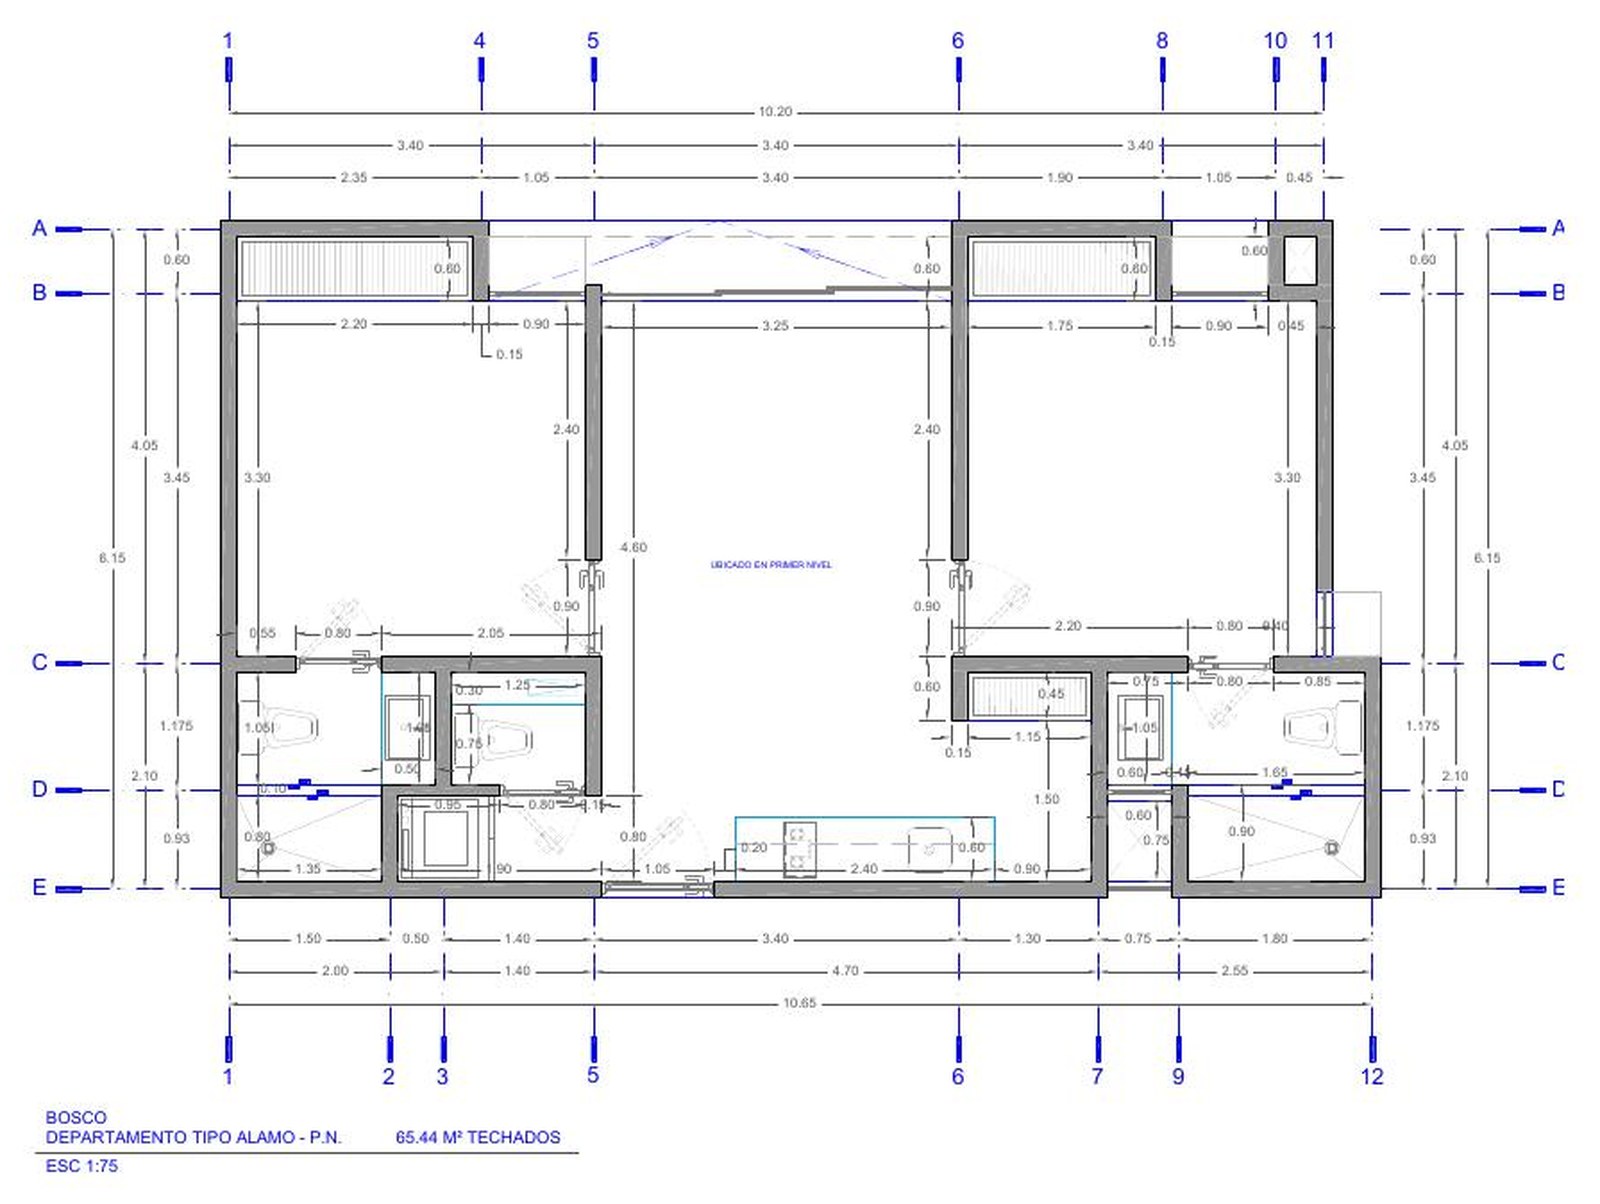 1 4 5 6 8 10 11
10.20
3.40 3.40 3.40
2.35 1.05 3.40 1.90 1.05 0.45
A A
0.60 0.60 0.60 0.60 0.60 0.60
B B
2.20 0.90 3.25 1.75 0.90 0.45
0.15 0.15
2.40 2.40
4.05 4.05
3.45 3.30 3.30 3.45
4.60
6.15 UBICADO EN PRIMER NIVEL 6.15
0.90 0.90
0.55 0.80 2.05 2.20 0.80 0.40
C C
0.30 1.25 0.60 0.45 0.75 0.80 0.85
1.175 1.05 1.05 1.175
0.75 0.15 1.15
2.10 0.50 0.60 1.65 2.10
D 0.10 D
0.95 0.80 0.15 1.50
0.93 0.80 0.80 0.60 0.75 0.90 0.93
0.20 0.60
1.35 1.05 2.40 0.90
E E
1.50 0.50 1.40 3.40 1.30 0.75 1.80
2.00 1.40 4.70 2.55
10.65
1 2 3 5 6 7 9 12
BOSCO
DEPARTAMENTO TIPO ALAMO - P.N. 65.44 M² TECHADOS
ESC 1:75